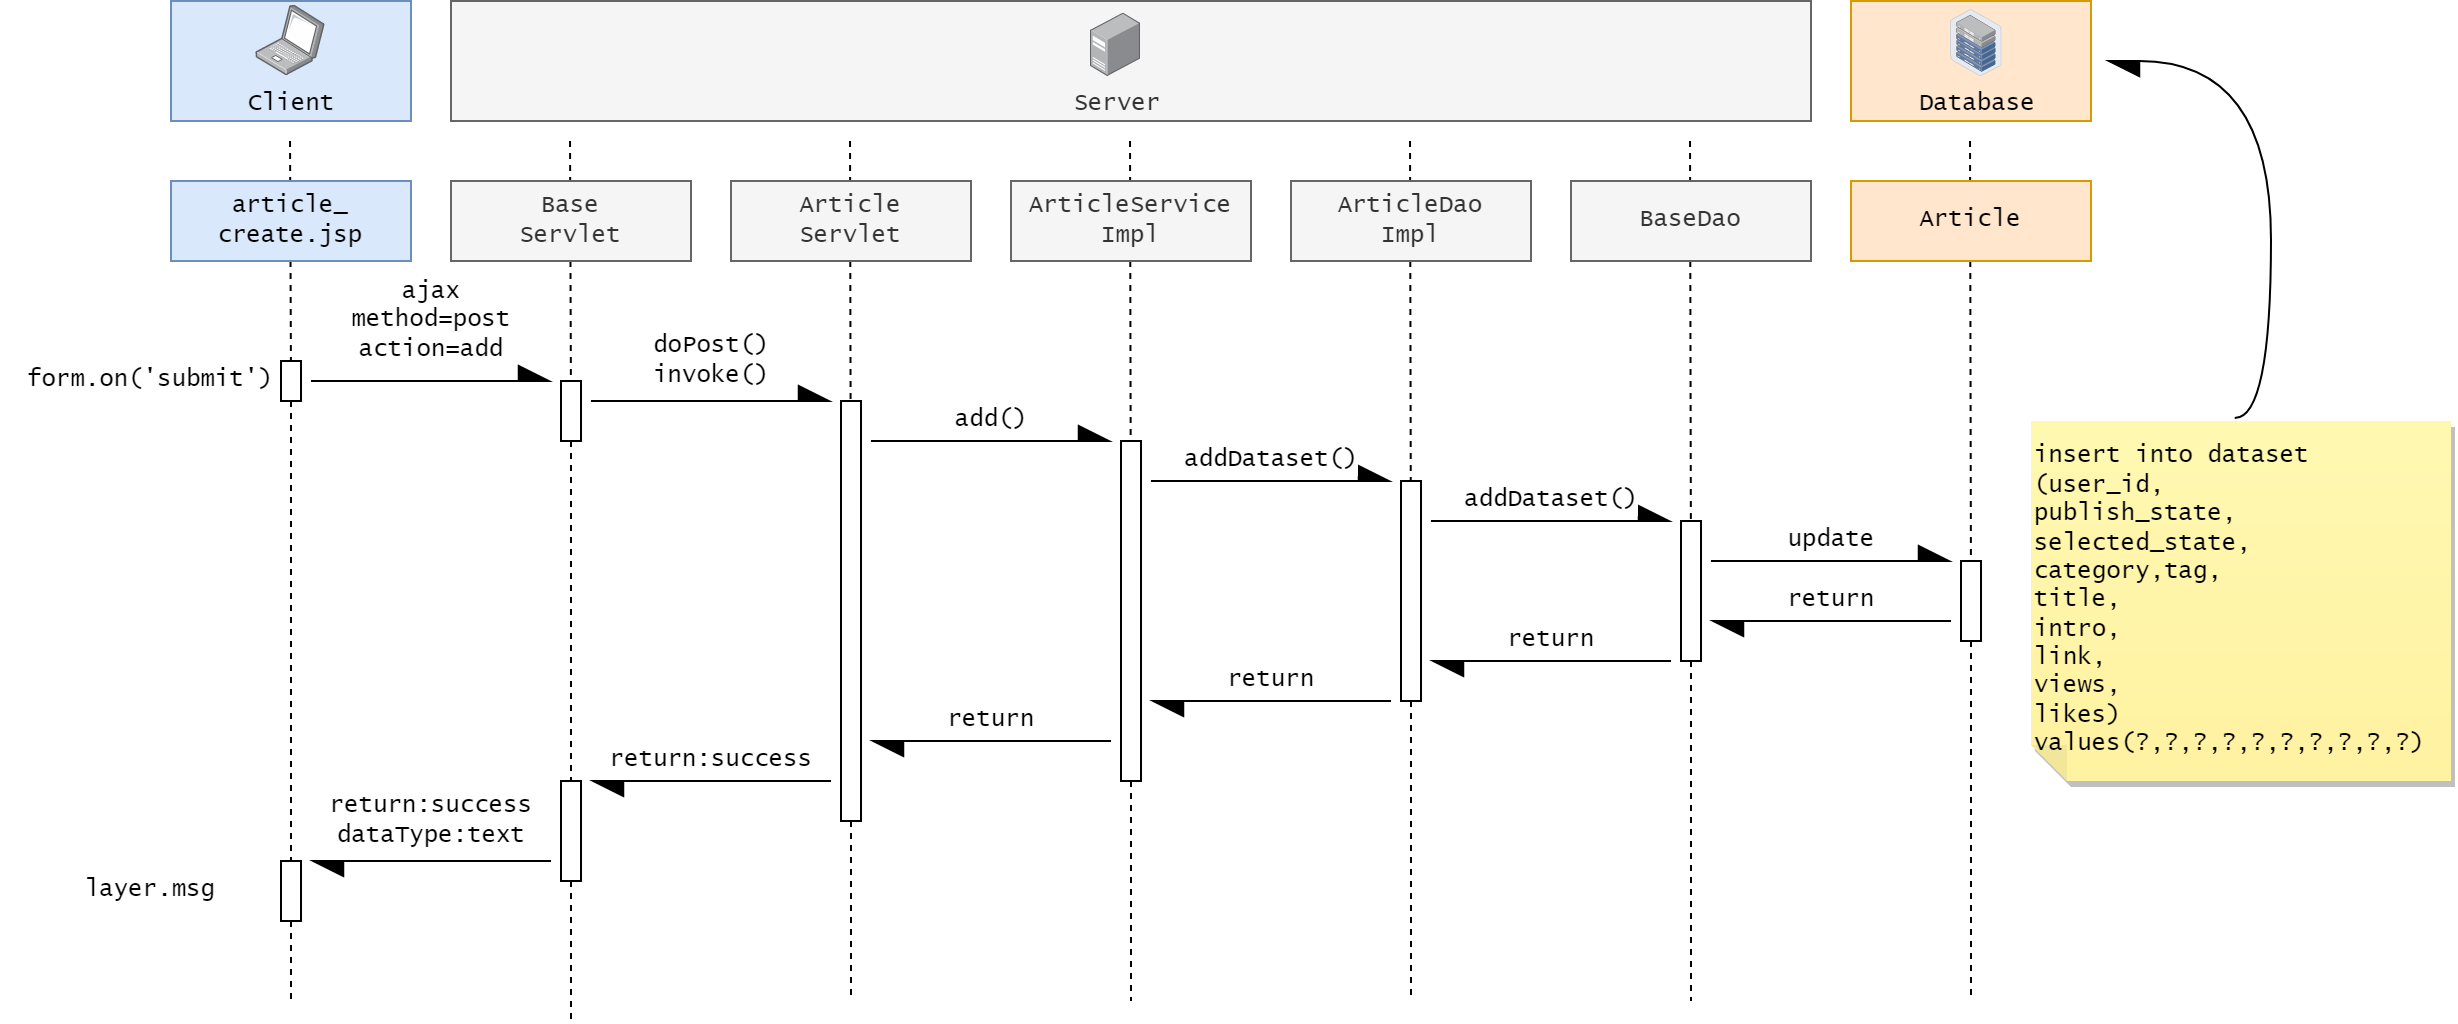 Client
Server
Database
article_
create.jsp
Base
Servlet
Article
Servlet
ArticleService
Impl
ArticleDao
Impl
BaseDao
Article
ajax
method=post
action=add
form.on('submit')
doPost()
invoke()
add()
addDataset()
addDataset()
update
return
return
return
return
return:success
return:success
dataType:text
layer.msg
insert into dataset
(user_id,
publish_state,
selected_state,
category,tag,
title,
intro,
link,
views,
likes)
values(?,?,?,?,?,?,?,?,?,?)